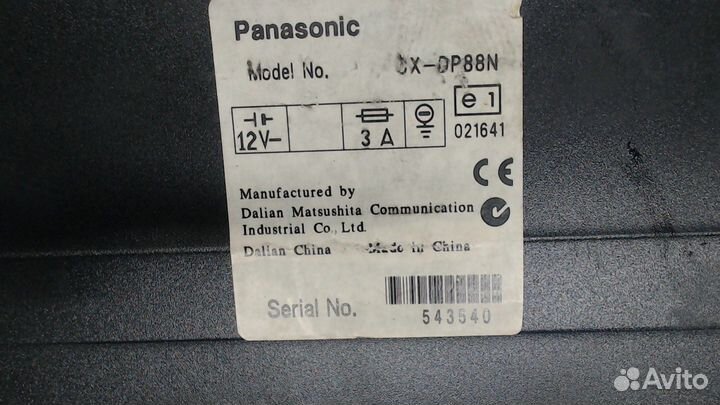 Panasonic
Model No. CX-DP88N
12V⎓
3 A
e 1
021641
CE
Manufactured by
Dalian Matsushita Communication
Industrial Co., Ltd.
Dalian China Made in China
Serial No. 543540
Avito